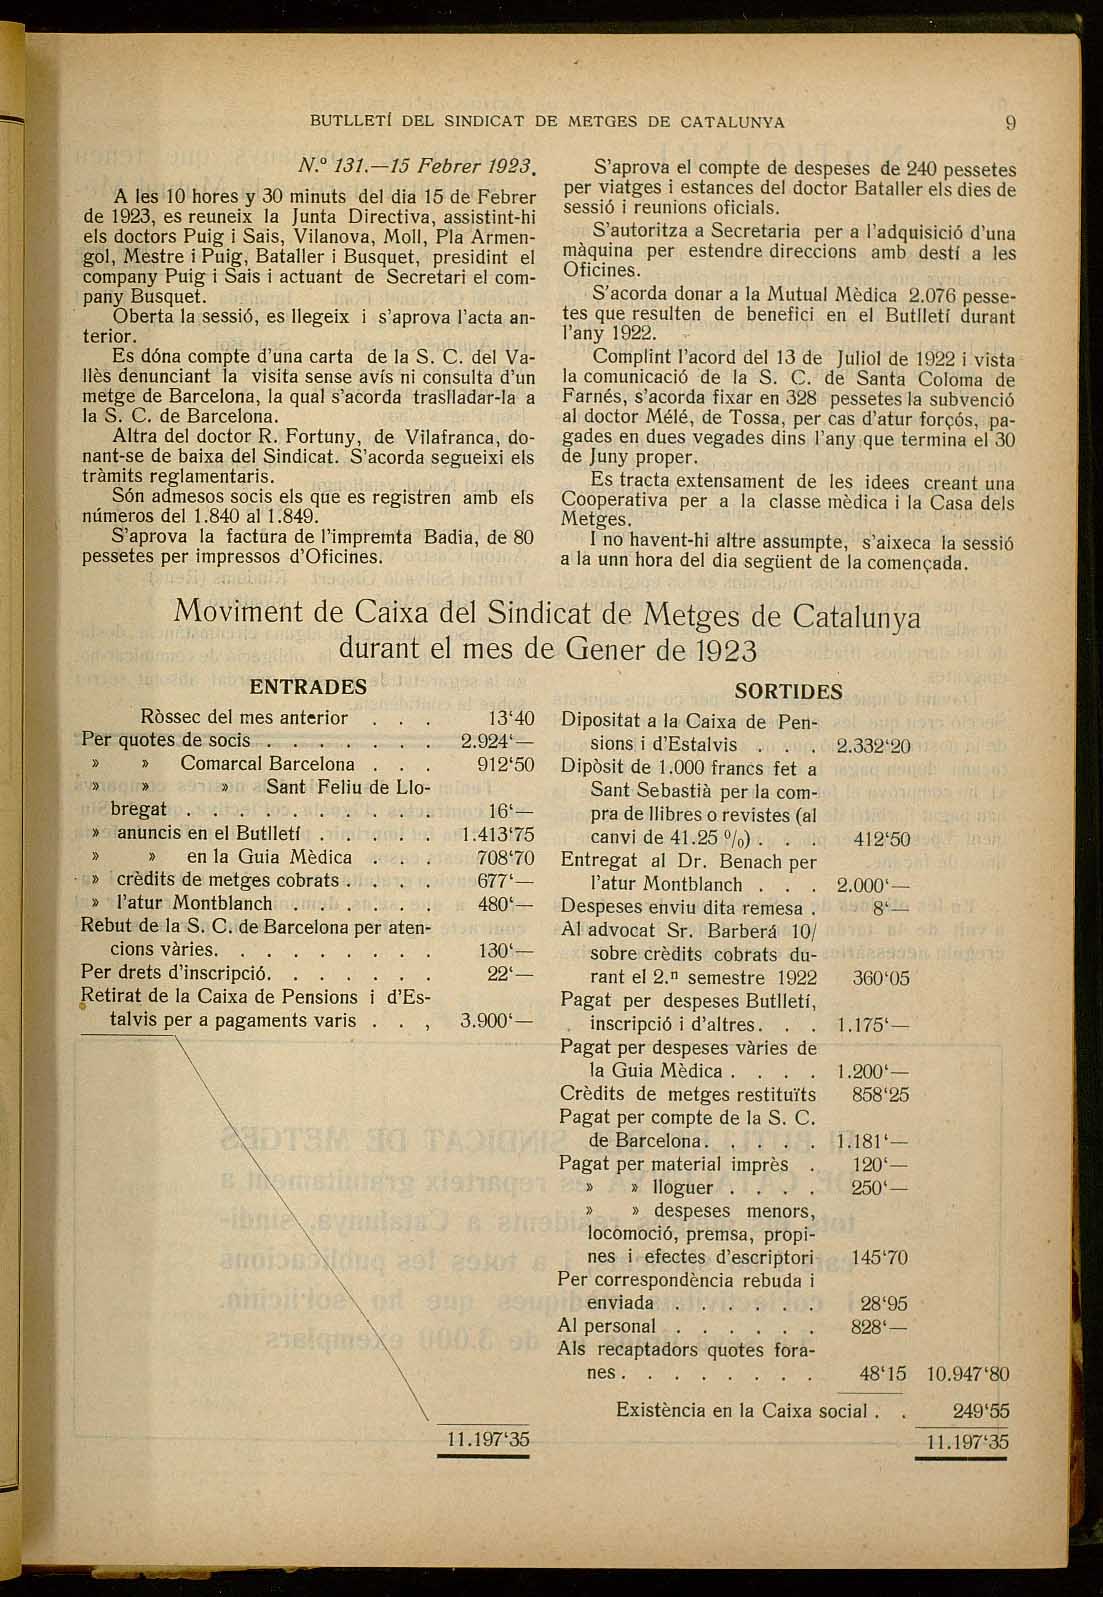 BUTLLETÍ DEL SINDICAT DE METGES DE CATALUNYA 9
N.º 131.—15 Febrer 1923.
A les 10 hores y 30 minuts del dia 15 de Febrer
de 1923, es reuneix la Junta Directiva, assistint-hi
els doctors Puig i Sais, Vilanova, Moll, Pla Armen-
gol, Mestre i Puig, Bataller i Busquet, presidint el
company Puig i Sais i actuant de Secretari el com-
pany Busquet.
Oberta la sessió, es llegeix i s'aprova l'acta an-
terior.
Es dóna compte d'una carta de la S. C. del Va-
llès denunciant la visita sense avís ni consulta d'un
metge de Barcelona, la qual s'acorda traslladar-la a
la S. C. de Barcelona.
Altra del doctor R. Fortuny, de Vilafranca, do-
nant-se de baixa del Sindicat. S'acorda segueixi els
tràmits reglamentaris.
Són admesos socis els que es registren amb els
números del 1.840 al 1.849.
S'aprova la factura de l'impremta Badia, de 80
pessetes per impressos d'Oficines.
S'aprova el compte de despeses de 240 pessetes
per viatges i estances del doctor Bataller els dies de
sessió i reunions oficials.
S'autoritza a Secretaria per a l'adquisició d'una
màquina per estendre direccions amb destí a les
Oficines.
S'acorda donar a la Mutual Mèdica 2.076 pesse-
tes que resulten de benefici en el Butlletí durant
l'any 1922.
Complint l'acord del 13 de Juliol de 1922 i vista
la comunicació de la S. C. de Santa Coloma de
Farnés, s'acorda fixar en 328 pessetes la subvenció
al doctor Mélé, de Tossa, per cas d'atur forçós, pa-
gades en dues vegades dins l'any que termina el 30
de Juny proper.
Es tracta extensament de les idees creant una
Cooperativa per a la classe mèdica i la Casa dels
Metges.
I no havent-hi altre assumpte, s'aixeca la sessió
a la unn hora del dia següent de la començada.
Moviment de Caixa del Sindicat de Metges de Catalunya
durant el mes de Gener de 1923
ENTRADES
Ròssec del mes anterior . . . 13'40
Per quotes de socis . . . . . . . 2.924'—
» » Comarcal Barcelona . . . 912'50
» » » Sant Feliu de Llo-
bregat . . . . . . . . . . 16'—
» anuncis en el Butlletí . . . . . 1.413'75
» » en la Guia Mèdica . . . 708'70
» crèdits de metges cobrats . . . . 677'—
» l'atur Montblanch . . . . . . 480'—
Rebut de la S. C. de Barcelona per aten-
cions vàries. . . . . . . . . 130'—
Per drets d'inscripció. . . . . . . 22'—
Retirat de la Caixa de Pensions i d'Es-
talvis per a pagaments varis . . , 3.900'—
11.197'35
SORTIDES
Dipositat a la Caixa de Pen-
sions i d'Estalvis . . . 2.332'20
Dipòsit de 1.000 francs fet a
Sant Sebastià per la com-
pra de llibres o revistes (al
canvi de 41.25 %) . . . 412'50
Entregat al Dr. Benach per
l'atur Montblanch . . . 2.000'—
Despeses enviu dita remesa . 8'—
Al advocat Sr. Barberá 10/
sobre crèdits cobrats du-
rant el 2.n semestre 1922 360'05
Pagat per despeses Butlletí,
inscripció i d'altres. . . 1.175'—
Pagat per despeses vàries de
la Guia Mèdica . . . . 1.200'—
Crèdits de metges restituïts 858'25
Pagat per compte de la S. C.
de Barcelona. . . . . 1.181'—
Pagat per material imprès . 120'—
» » lloguer . . . . 250'—
» » despeses menors,
locomoció, premsa, propi-
nes i efectes d'escriptori 145'70
Per correspondència rebuda i
enviada . . . . . . 28'95
Al personal . . . . . . 828'—
Als recaptadors quotes fora-
nes . . . . . . . . 48'15 10.947'80
Existència en la Caixa social . . 249'55
11.197'35